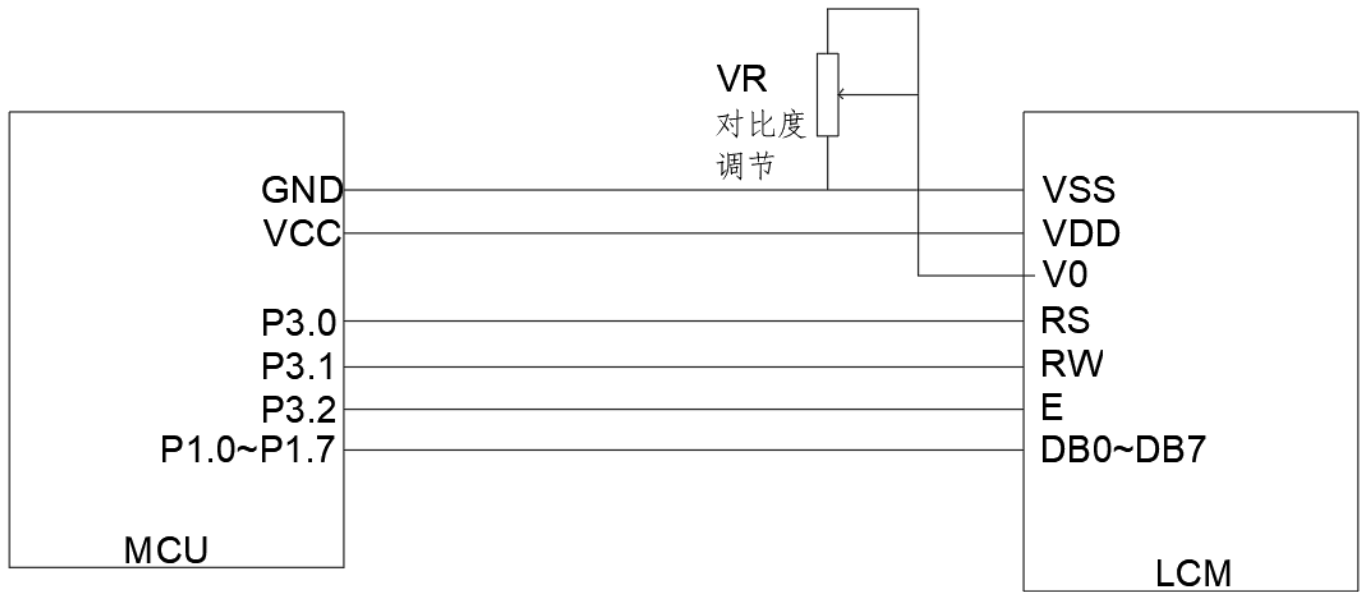 VR
对比度
调节
GND
VCC
P3.0
P3.1
P3.2
P1.0~P1.7
MCU
VSS
VDD
V0
RS
RW
E
DB0~DB7
LCM